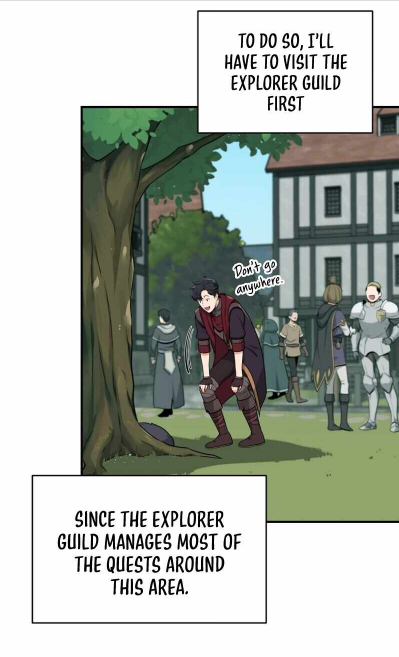 TO DO SO, I'LL
HAVE TO VISIT THE
EXPLORER GUILD
FIRST
Don't go
anywhere.
SINCE THE EXPLORER
GUILD MANAGES MOST OF
THE QUESTS AROUND
THIS AREA.